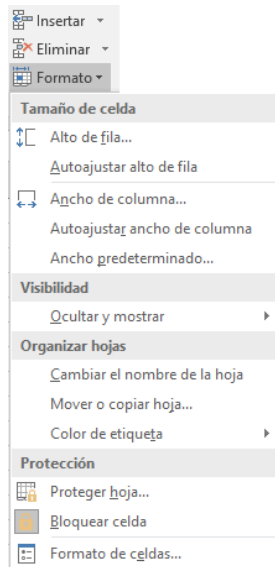 Insertar
Eliminar
Formato
Tamaño de celda
Alto de fila...
Autoajustar alto de fila
Ancho de columna...
Autoajustar ancho de columna
Ancho predeterminado...
Visibilidad
Ocultar y mostrar
Organizar hojas
Cambiar el nombre de la hoja
Mover o copiar hoja...
Color de etiqueta
Protección
Proteger hoja...
Bloquear celda
Formato de celdas...